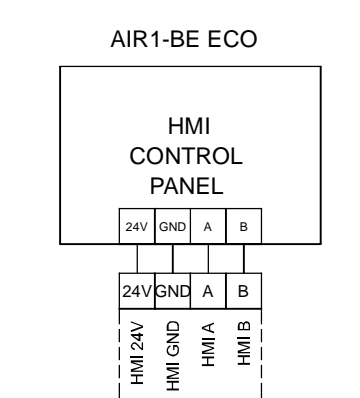 AIR1-BE ECO
HMI
CONTROL
PANEL
24V GND A B
24V GND A B
HMI 24V
HMI GND
HMI A
HMI B